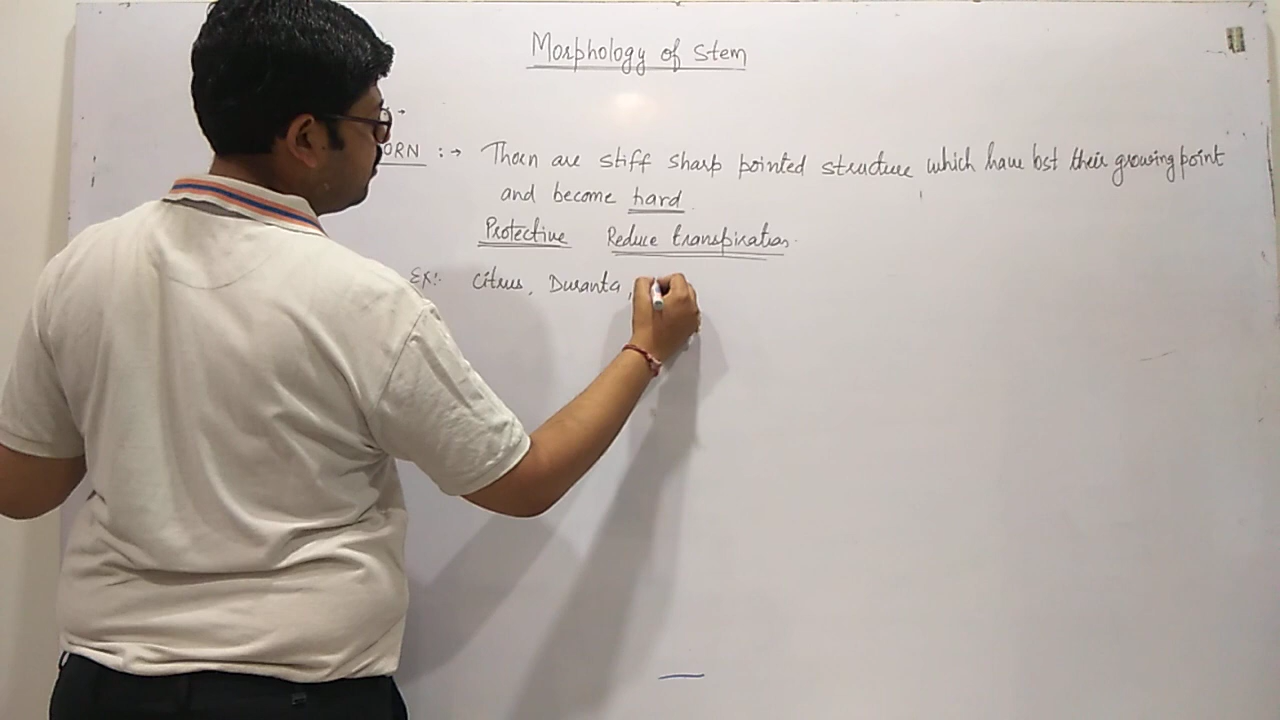 Morphology of Stem
ORN :→ Thorn are stiff sharp pointed structure which have lost their growing point
and become hard.
Protective Reduce transpiration.
EX:- Citrus, Duranta,